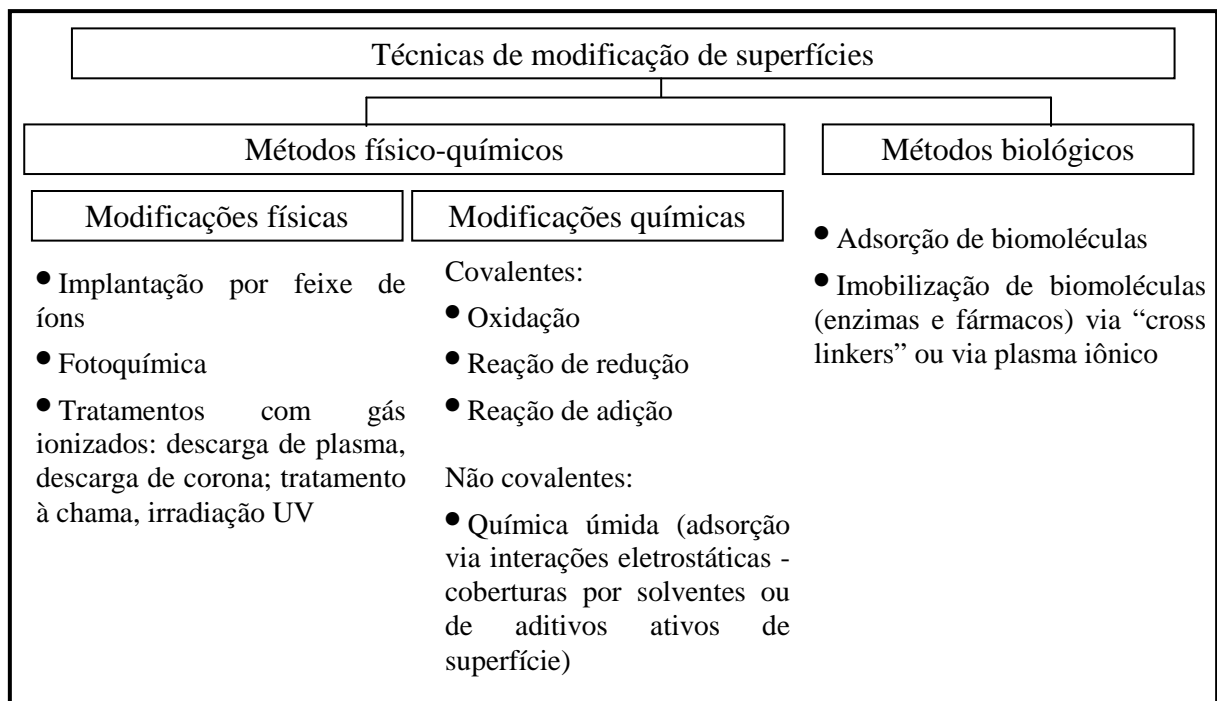 Técnicas de modificação de superfícies
Métodos físico-químicos
Métodos biológicos
Modificações físicas
Modificações químicas
• Implantação por feixe de
íons
• Fotoquímica
• Tratamentos com gás
ionizados: descarga de plasma,
descarga de corona; tratamento
à chama, irradiação UV
Covalentes:
• Oxidação
• Reação de redução
• Reação de adição
Não covalentes:
• Química úmida (adsorção
via interações eletrostáticas -
coberturas por solventes ou
de aditivos ativos de
superfície)
• Adsorção de biomoléculas
• Imobilização de biomoléculas
(enzimas e fármacos) via “cross
linkers” ou via plasma iônico